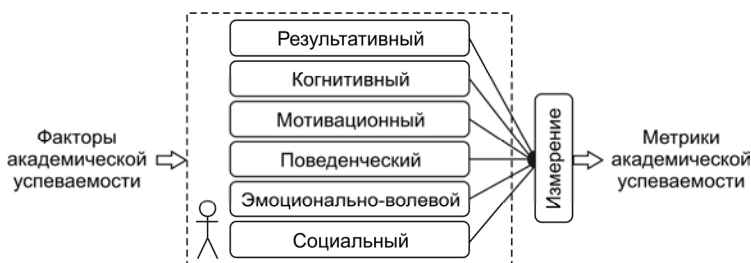 Факторы
академической
успеваемости
Результативный
Когнитивный
Мотивационный
Поведенческий
Эмоционально-волевой
Социальный
Измерение
Метрики
академической
успеваемости